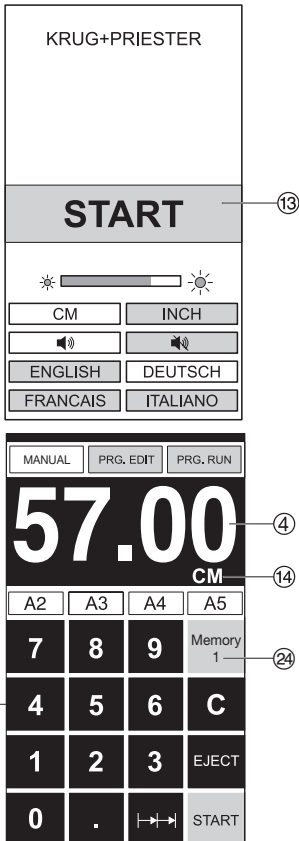 KRUG+PRIESTER
START
13
CM INCH
ENGLISH DEUTSCH
FRANCAIS ITALIANO
MANUAL PRG. EDIT PRG. RUN
57.00
4
CM
14
A2 A3 A4 A5
7 8 9 Memory 1
24
4 5 6 C
1 2 3 EJECT
0 . START